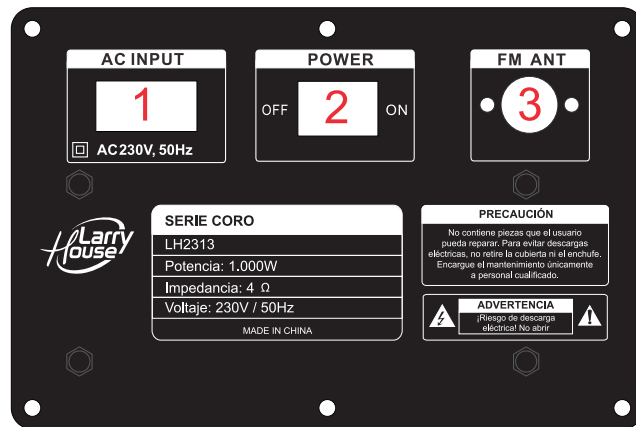 AC INPUT
1
AC230V, 50Hz
POWER
OFF
2
ON
FM ANT
3
Larry
House
SERIE CORO
LH2313
Potencia: 1.000W
Impedancia: 4 Ω
Voltaje: 230V / 50Hz
MADE IN CHINA
PRECAUCIÓN
No contiene piezas que el usuario
pueda reparar. Para evitar descargas
eléctricas, no retire la cubierta ni el enchufe.
Encargue el mantenimiento únicamente
a personal cualificado.
ADVERTENCIA
¡Riesgo de descarga
eléctrica! No abrir